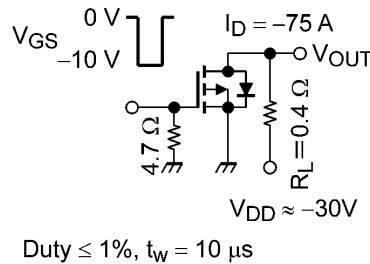 0 V
V_GS
−10 V
I_D = −75 A
V_OUT
4.7 Ω
R_L = 0.4 Ω
V_DD ≈ −30V
Duty ≤ 1%, t_w = 10 μs